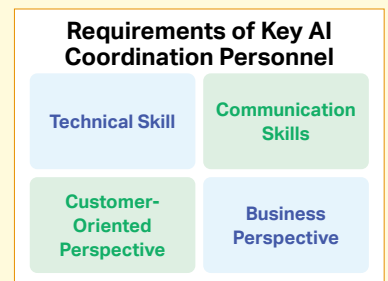 Requirements of Key AI
Coordination Personnel
Technical Skill
Communication
Skills
Customer-
Oriented
Perspective
Business
Perspective